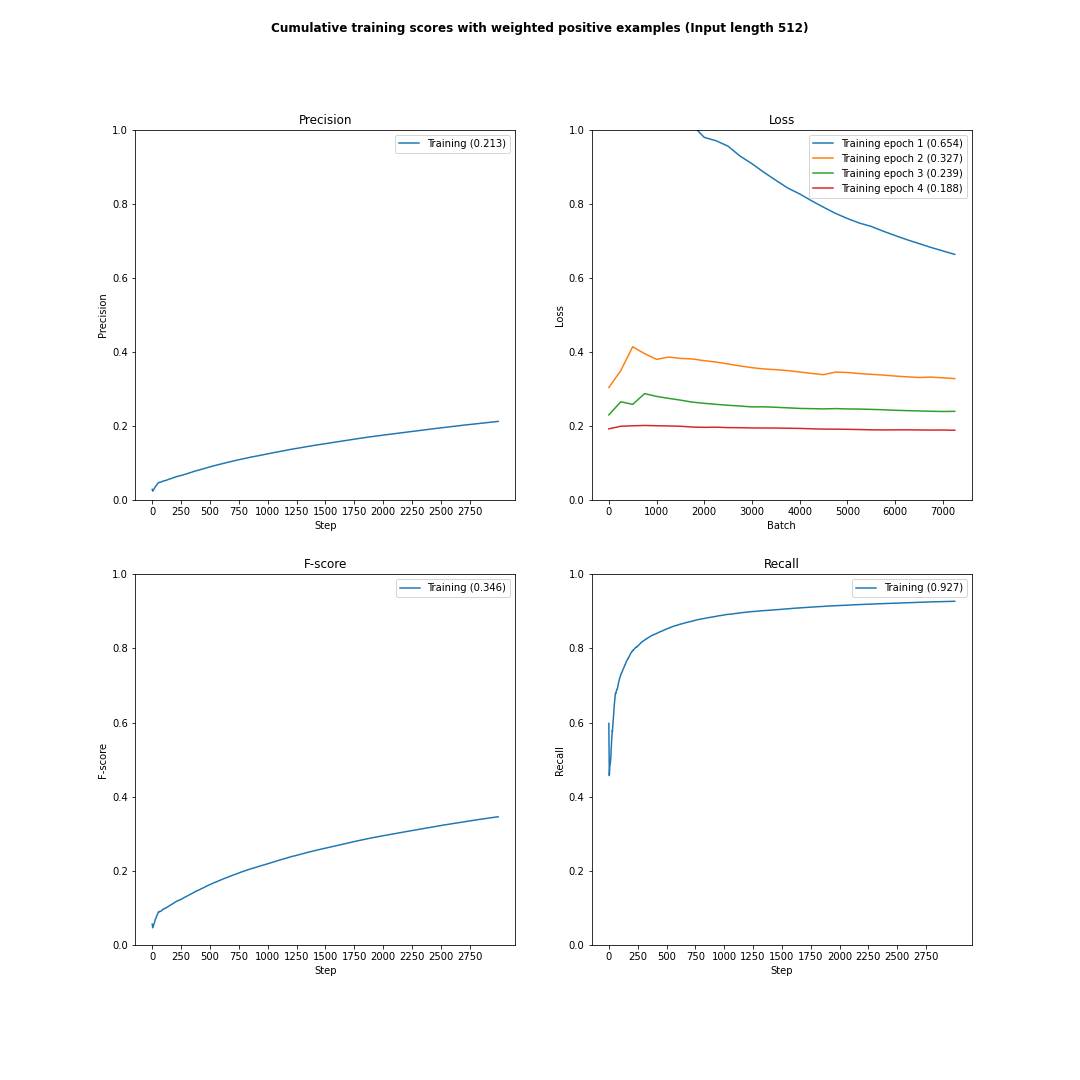 Cumulative training scores with weighted positive examples (Input length 512)
Precision
Training (0.213)
1.0
0.8
0.6
0.4
0.2
0.0
Precision
0 250 500 750 1000 1250 1500 1750 2000 2250 2500 2750
Step
Loss
Training epoch 1 (0.654)
Training epoch 2 (0.327)
Training epoch 3 (0.239)
Training epoch 4 (0.188)
1.0
0.8
0.6
0.4
0.2
0.0
Loss
0 1000 2000 3000 4000 5000 6000 7000
Batch
F-score
Training (0.346)
1.0
0.8
0.6
0.4
0.2
0.0
F-score
0 250 500 750 1000 1250 1500 1750 2000 2250 2500 2750
Step
Recall
Training (0.927)
1.0
0.8
0.6
0.4
0.2
0.0
Recall
0 250 500 750 1000 1250 1500 1750 2000 2250 2500 2750
Step